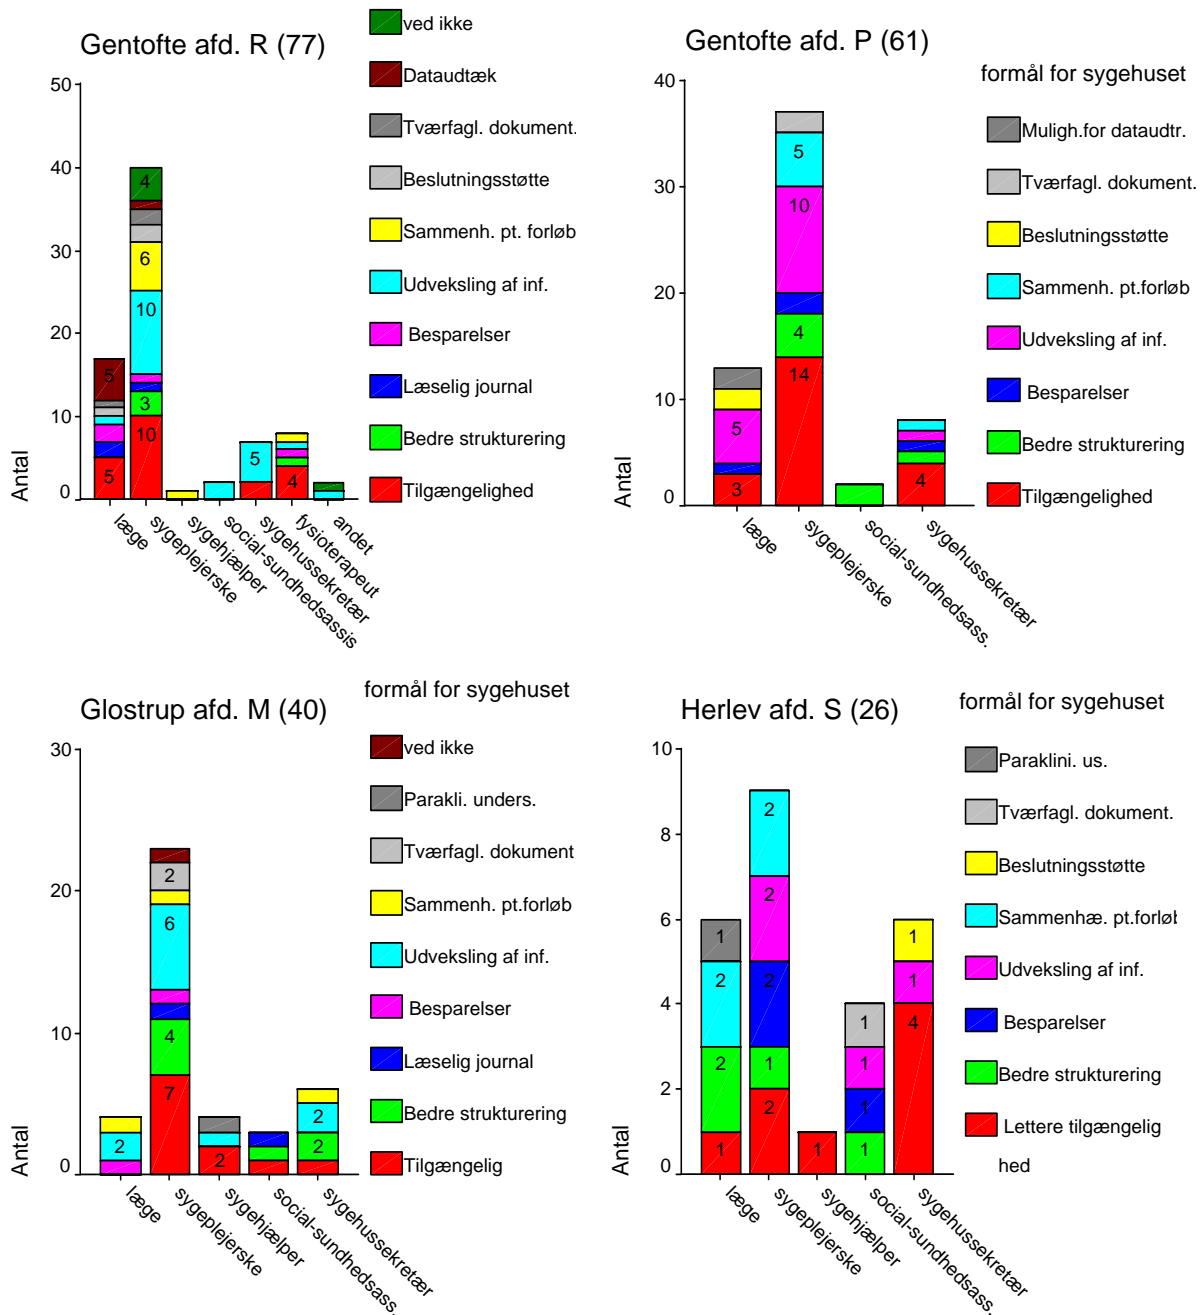 Gentofte afd. R (77)
Antal
50
40
30
20
10
0
5
5
10
3
10
6
4
5
4
læge
sygeplejerske
sygehjælper
social-sundhedsassis
sygehussekretær
fysioterapeut
andet
ved ikke
Dataudtæk
Tværfagl. dokument.
Beslutningsstøtte
Sammenh. pt. forløb
Udveksling af inf.
Besparelser
Læselig journal
Bedre strukturering
Tilgængelighed
Gentofte afd. P (61)
Antal
40
30
20
10
0
5
3
5
10
4
14
4
læge
sygeplejerske
social-sundhedsass.
sygehussekretær
formål for sygehuset
Muligh.for dataudtr.
Tværfagl. dokument.
Beslutningsstøtte
Sammenh. pt.forløb
Udveksling af inf.
Besparelser
Bedre strukturering
Tilgængelighed
Glostrup afd. M (40)
Antal
30
20
10
0
2
2
6
4
7
2
2
2
læge
sygeplejerske
sygehjælper
social-sundhedsass.
sygehussekretær
formål for sygehuset
ved ikke
Parakli. unders.
Tværfagl. dokument
Sammenh. pt.forløb
Udveksling af inf.
Besparelser
Læselig journal
Bedre strukturering
Tilgængelig
Herlev afd. S (26)
Antal
10
8
6
4
2
0
1
2
2
1
2
2
2
1
2
1
1
1
1
1
1
1
4
læge
sygeplejerske
sygehjælper
social-sundhedsass.
sygehussekretær
formål for sygehuset
Paraklini. us.
Tværfagl. dokument.
Beslutningsstøtte
Sammenhæ. pt.forløb
Udveksling af inf.
Besparelser
Bedre strukturering
Lettere tilgængelig
hed